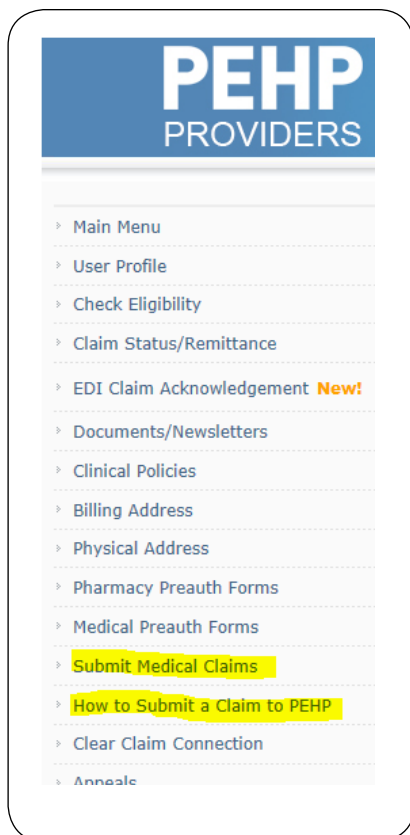 PEHP
PROVIDERS
Main Menu
User Profile
Check Eligibility
Claim Status/Remittance
EDI Claim Acknowledgement New!
Documents/Newsletters
Clinical Policies
Billing Address
Physical Address
Pharmacy Preauth Forms
Medical Preauth Forms
Submit Medical Claims
How to Submit a Claim to PEHP
Clear Claim Connection
Appeals